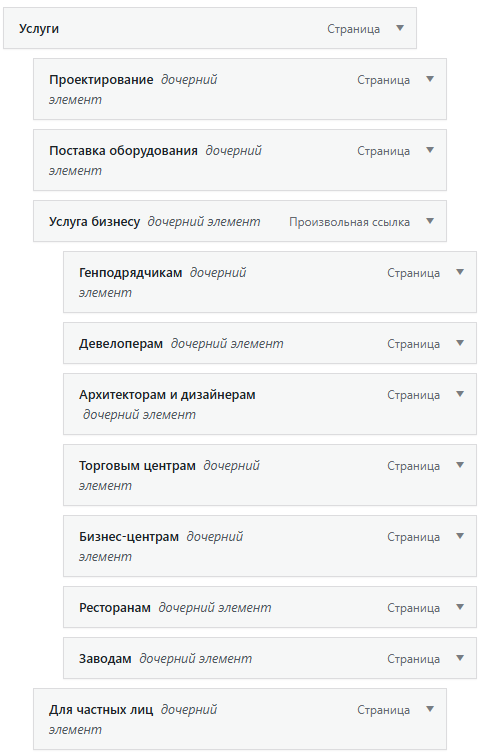 Услуги Страница
Проектирование дочерний Страница
элемент
Поставка оборудования дочерний Страница
элемент
Услуга бизнесу дочерний элемент Произвольная ссылка
Генподрядчикам дочерний Страница
элемент
Девелоперам дочерний элемент Страница
Архитекторам и дизайнерам Страница
дочерний элемент
Торговым центрам дочерний Страница
элемент
Бизнес-центрам дочерний Страница
элемент
Ресторанам дочерний элемент Страница
Заводам дочерний элемент Страница
Для частных лиц дочерний Страница
элемент